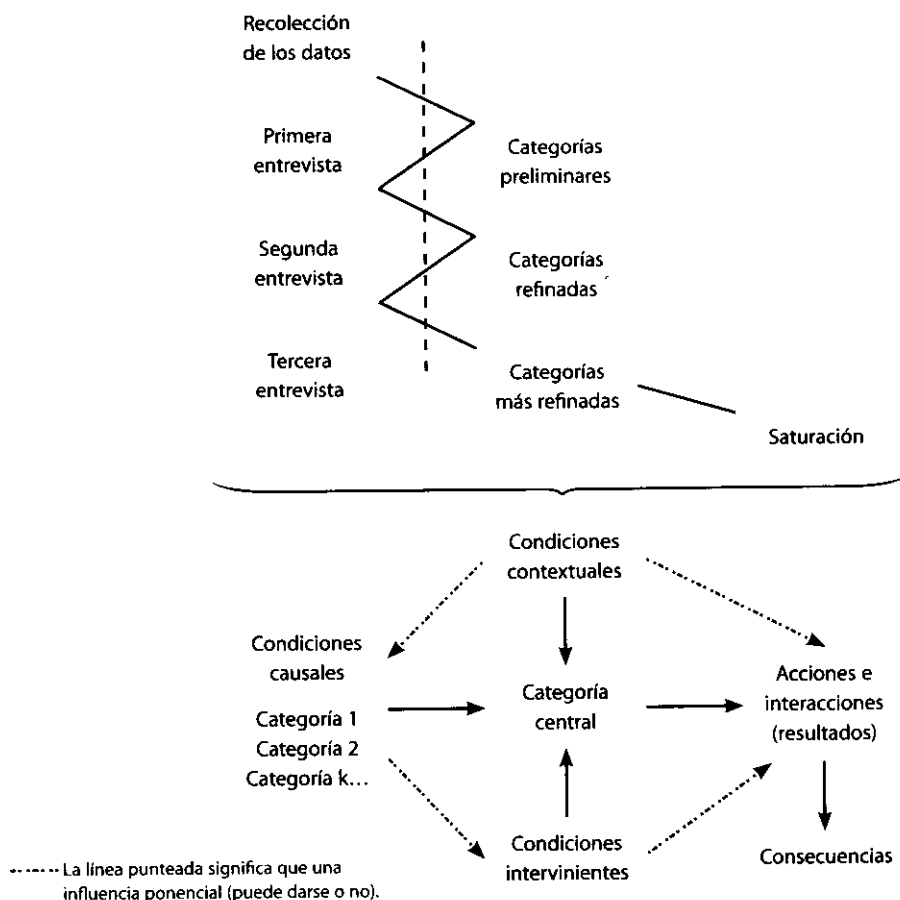 Recolección
de los datos
Primera
entrevista
Categorías
preliminares
Segunda
entrevista
Categorías
refinadas
Tercera
entrevista
Categorías
más refinadas
Saturación
Condiciones
contextuales
Condiciones
causales
Categoría 1
Categoría 2
Categoría k...
Categoría
central
Acciones e
interacciones
(resultados)
Condiciones
intervinientes
Consecuencias
La línea punteada significa que una
influencia ponencial (puede darse o no).